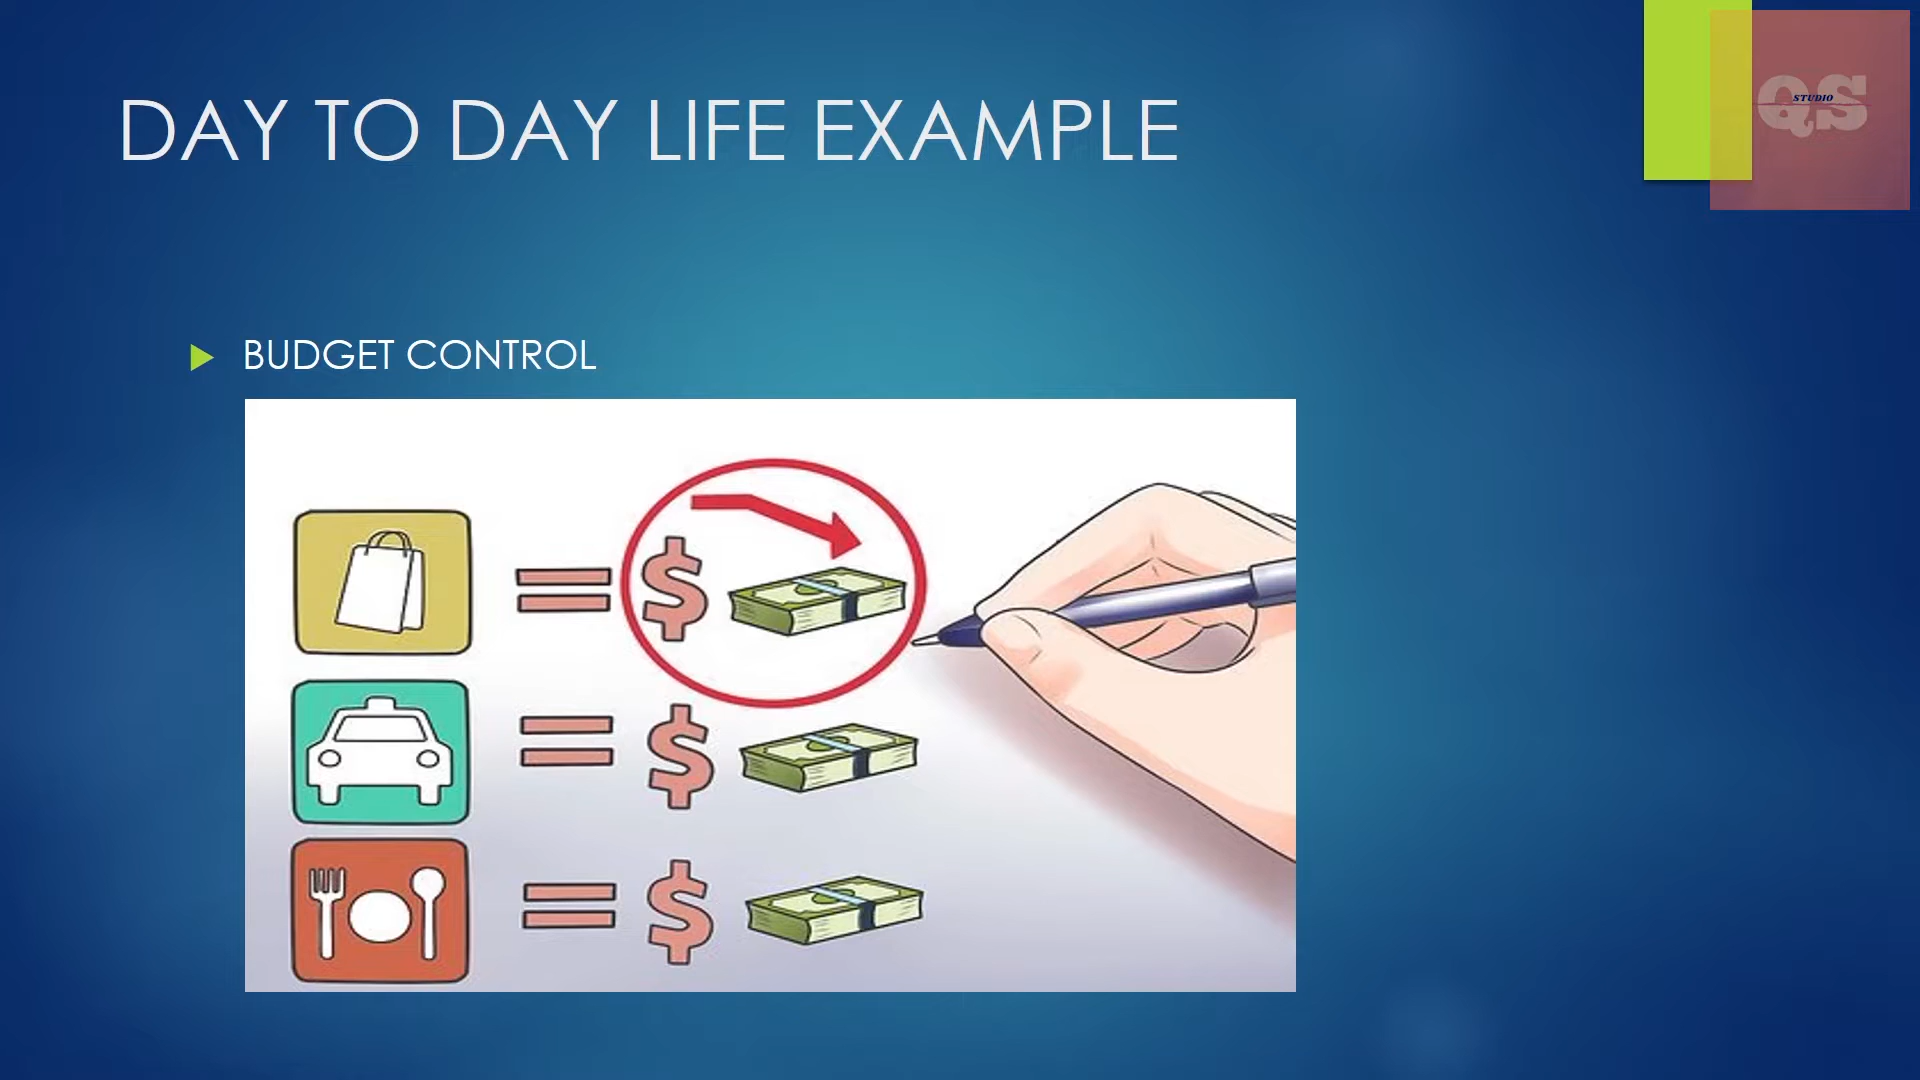 DAY TO DAY LIFE EXAMPLE
QS
STUDIO
BUDGET CONTROL
= $
= $
= $